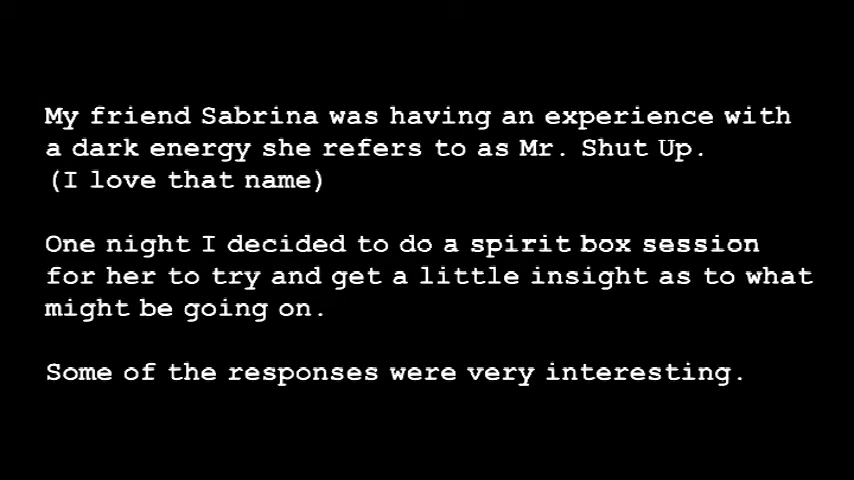 My friend Sabrina was having an experience with
a dark energy she refers to as Mr. Shut Up.
(I love that name)
One night I decided to do a spirit box session
for her to try and get a little insight as to what
might be going on.
Some of the responses were very interesting.